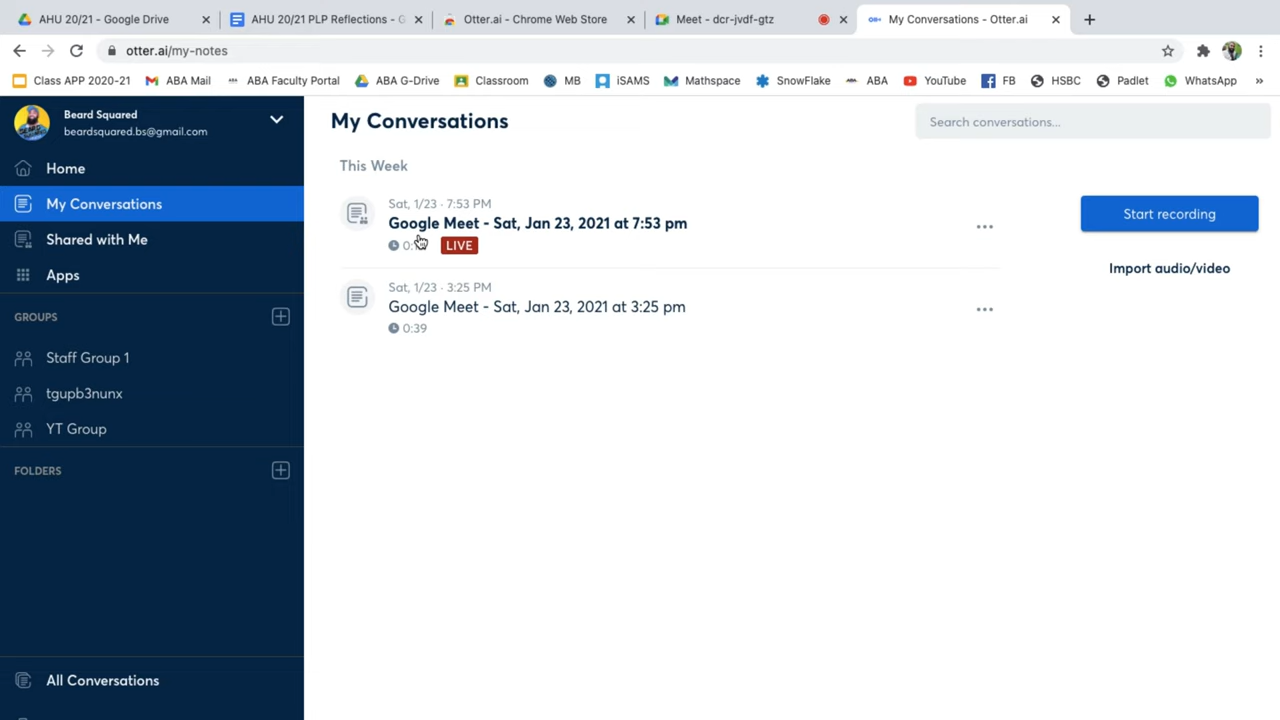 AHU 20/21 - Google Drive
AHU 20/21 PLP Reflections - G
Otter.ai - Chrome Web Store
Meet - dcr-jvdf-gtz
My Conversations - Otter.ai
otter.ai/my-notes
Class APP 2020-21
ABA Mail
ABA Faculty Portal
ABA G-Drive
Classroom
MB
iSAMS
Mathspace
SnowFlake
ABA
YouTube
FB
HSBC
Padlet
WhatsApp
»
Beard Squared
beardsquared.bs@gmail.com
Home
My Conversations
Shared with Me
Apps
GROUPS
Staff Group 1
tgupb3nunx
YT Group
FOLDERS
All Conversations
My Conversations
Search conversations...
This Week
Sat, 1/23 · 7:53 PM
Google Meet - Sat, Jan 23, 2021 at 7:53 pm
LIVE
Sat, 1/23 · 3:25 PM
Google Meet - Sat, Jan 23, 2021 at 3:25 pm
0:39
Start recording
Import audio/video